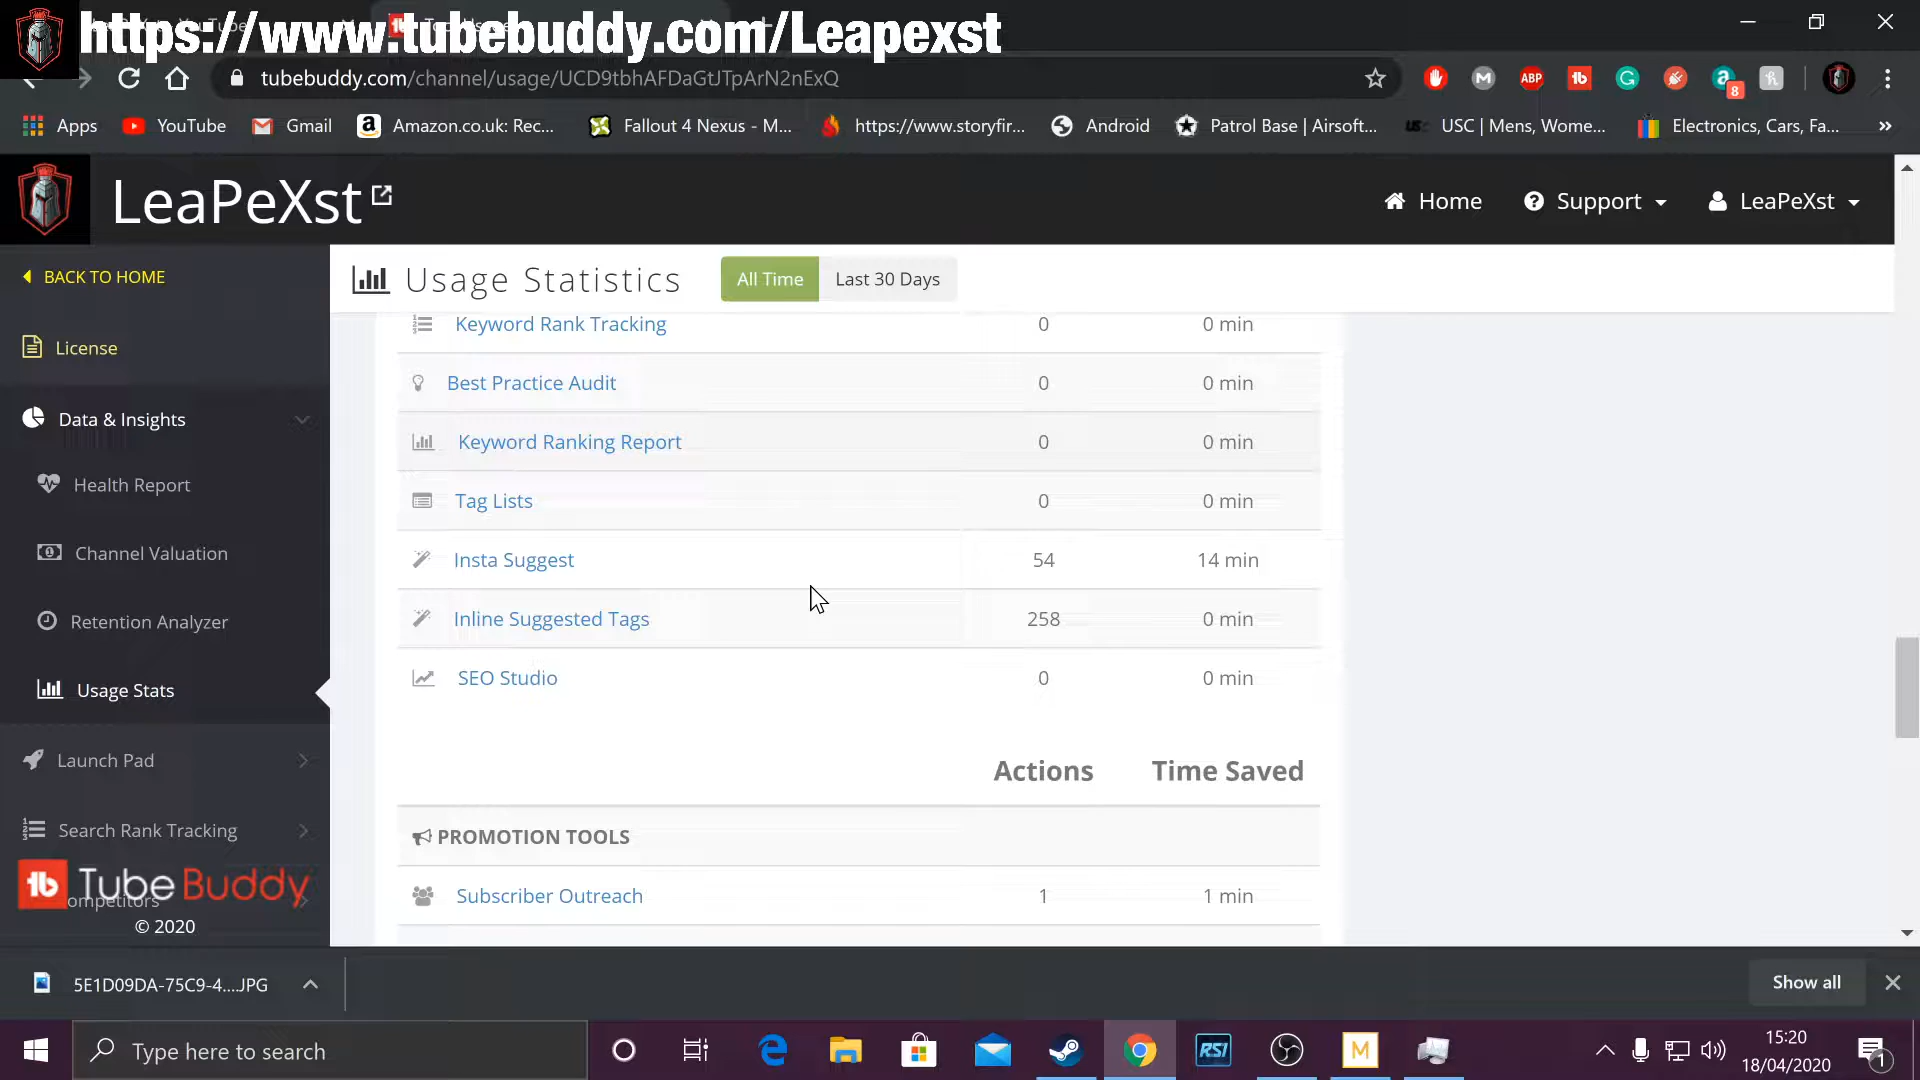 https://www.tubebuddy.com/Leapexst
tubebuddy.com/channel/usage/UCD9tbhAFDaGtJTpArN2nExQ
ABP
8
Apps
YouTube
Gmail
Amazon.co.uk: Rec...
Fallout 4 Nexus - M...
https://www.storyfir...
Android
Patrol Base | Airsoft...
USC | Mens, Wome...
Electronics, Cars, Fa...
LeaPeXst
Home
Support
LeaPeXst
BACK TO HOME
License
Data & Insights
Health Report
Channel Valuation
Retention Analyzer
Usage Stats
Launch Pad
Search Rank Tracking
TubeBuddy
© 2020
Usage Statistics
All Time
Last 30 Days
Keyword Rank Tracking 0 0 min
Best Practice Audit 0 0 min
Keyword Ranking Report 0 0 min
Tag Lists 0 0 min
Insta Suggest 54 14 min
Inline Suggested Tags 258 0 min
SEO Studio 0 0 min
Actions Time Saved
PROMOTION TOOLS
Subscriber Outreach 1 1 min
5E1D09DA-75C9-4....JPG
Show all
Type here to search
RSI
M
15:20
18/04/2020
1